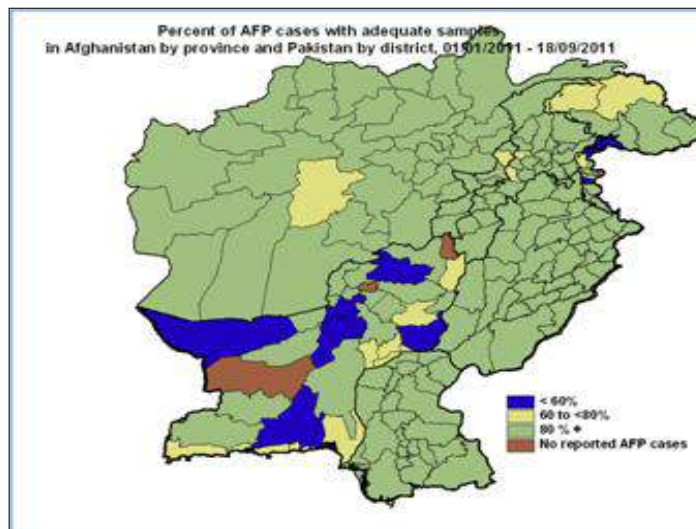 Percent of AFP cases with adequate samples
in Afghanistan by province and Pakistan by district, 01/01/2011 - 18/09/2011
< 60%
60 to <80%
80 % +
No reported AFP cases